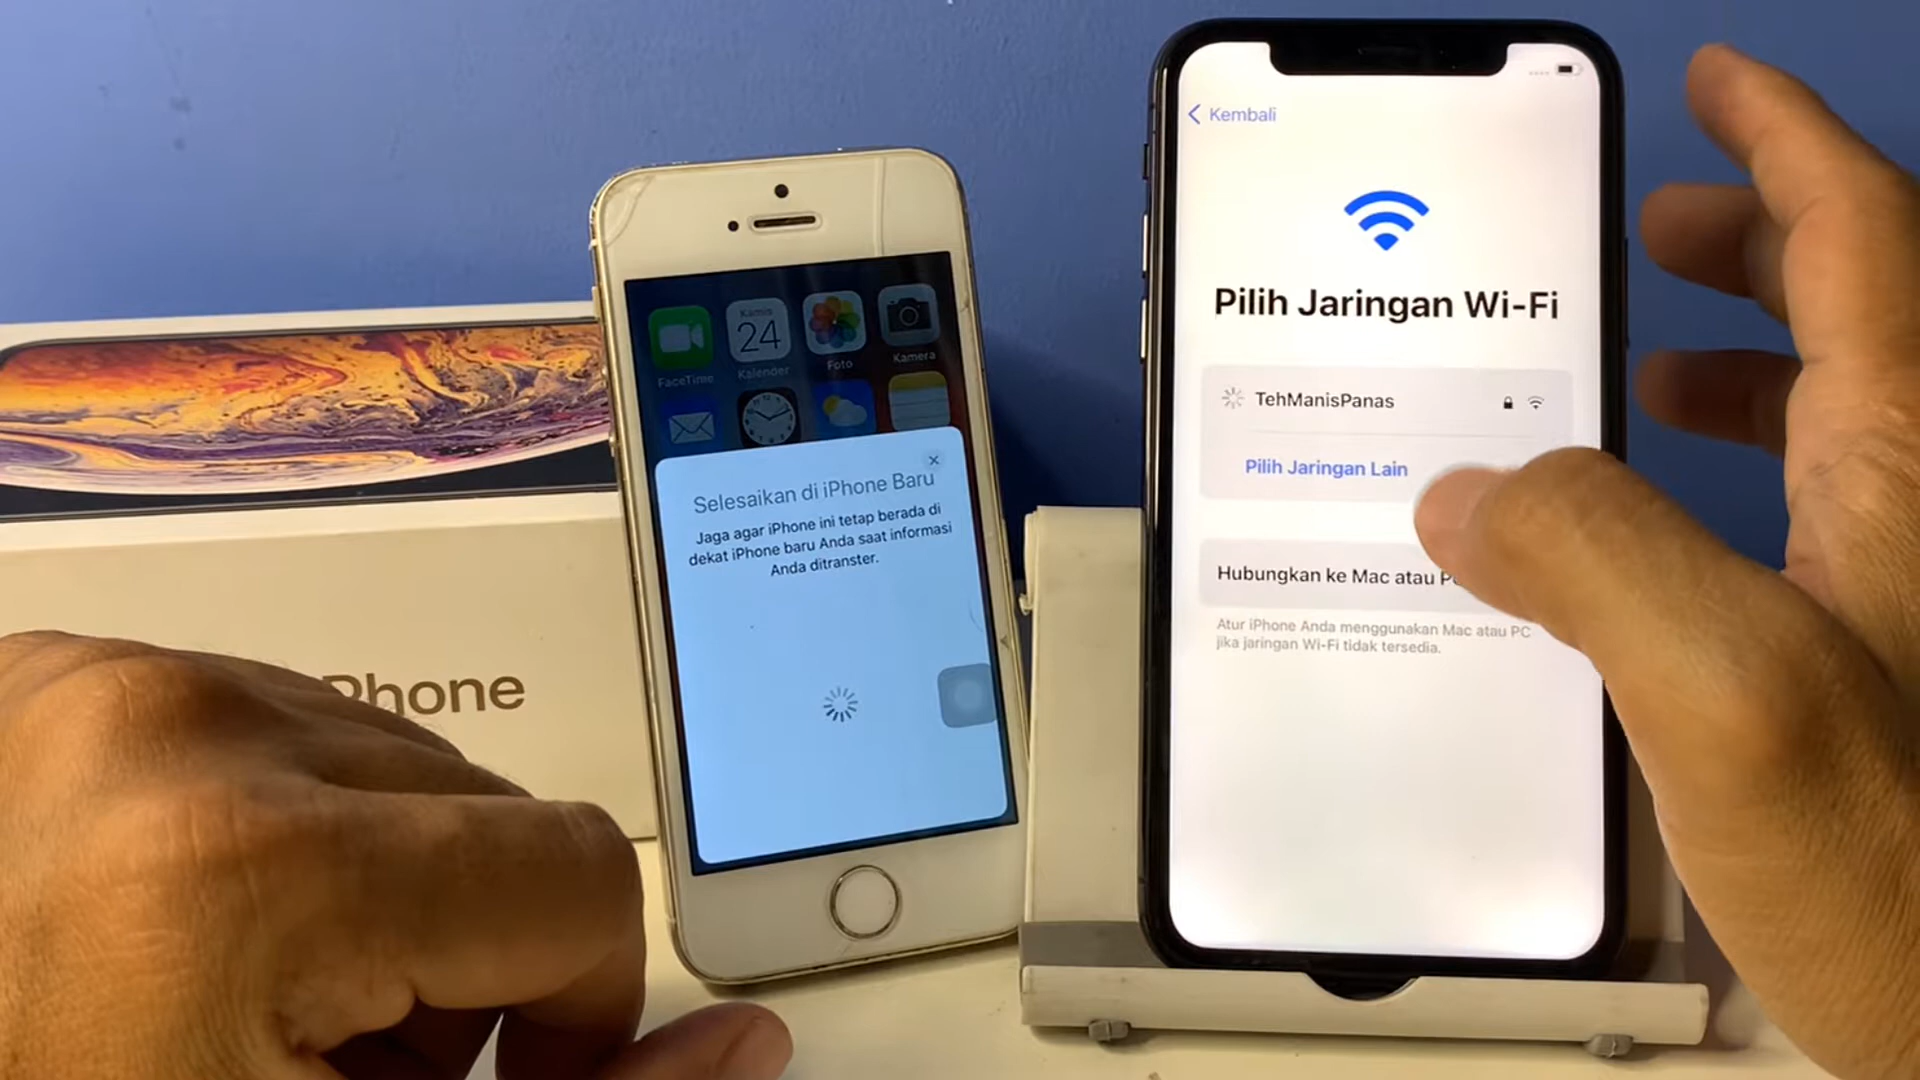 Phone
FaceTime
Kamis
24
Kalender
Foto
Kamera
Selesaikan di iPhone Baru
Jaga agar iPhone ini tetap berada di
dekat iPhone baru Anda saat informasi
Anda ditransfer.
Kembali
Pilih Jaringan Wi-Fi
TehManisPanas
Pilih Jaringan Lain
Hubungkan ke Mac atau
Atur iPhone Anda menggunakan Mac atau PC
jika jaringan Wi-Fi tidak tersedia.